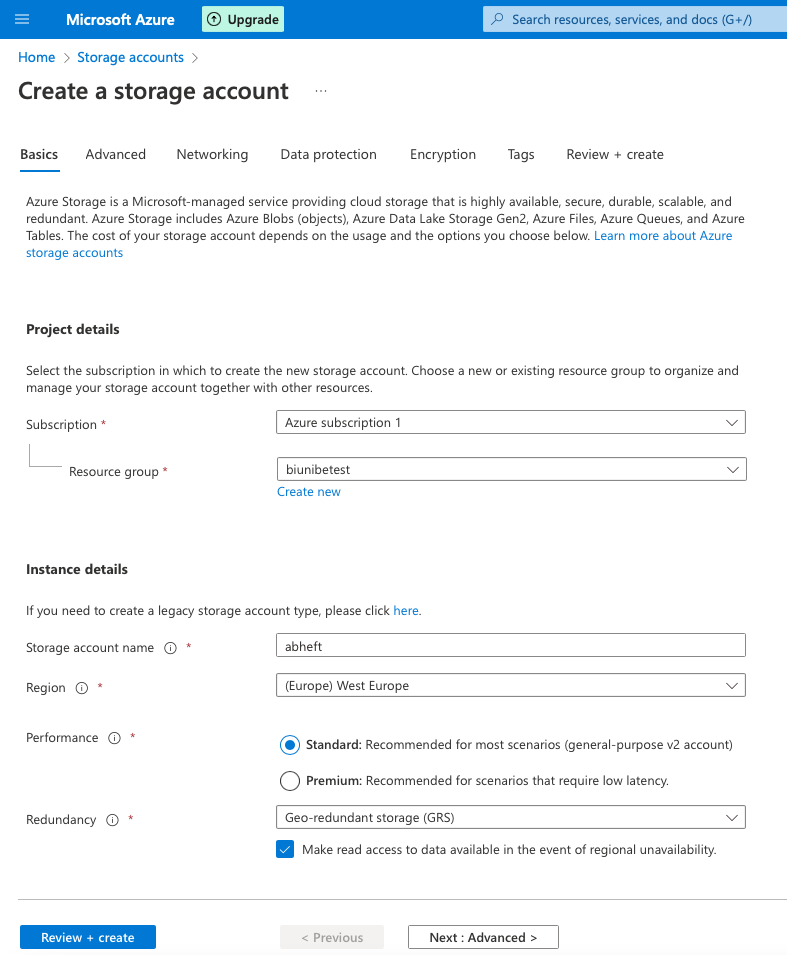 Microsoft Azure Upgrade Search resources, services, and docs (G+/)
Home > Storage accounts >
Create a storage account ...
Basics Advanced Networking Data protection Encryption Tags Review + create
Azure Storage is a Microsoft-managed service providing cloud storage that is highly available, secure, durable, scalable, and
redundant. Azure Storage includes Azure Blobs (objects), Azure Data Lake Storage Gen2, Azure Files, Azure Queues, and Azure
Tables. The cost of your storage account depends on the usage and the options you choose below. Learn more about Azure
storage accounts
Project details
Select the subscription in which to create the new storage account. Choose a new or existing resource group to organize and
manage your storage account together with other resources.
Subscription * Azure subscription 1
Resource group * biunibetest
Create new
Instance details
If you need to create a legacy storage account type, please click here.
Storage account name * abheft
Region * (Europe) West Europe
Performance * Standard: Recommended for most scenarios (general-purpose v2 account)
Premium: Recommended for scenarios that require low latency.
Redundancy * Geo-redundant storage (GRS)
Make read access to data available in the event of regional unavailability.
Review + create < Previous Next : Advanced >